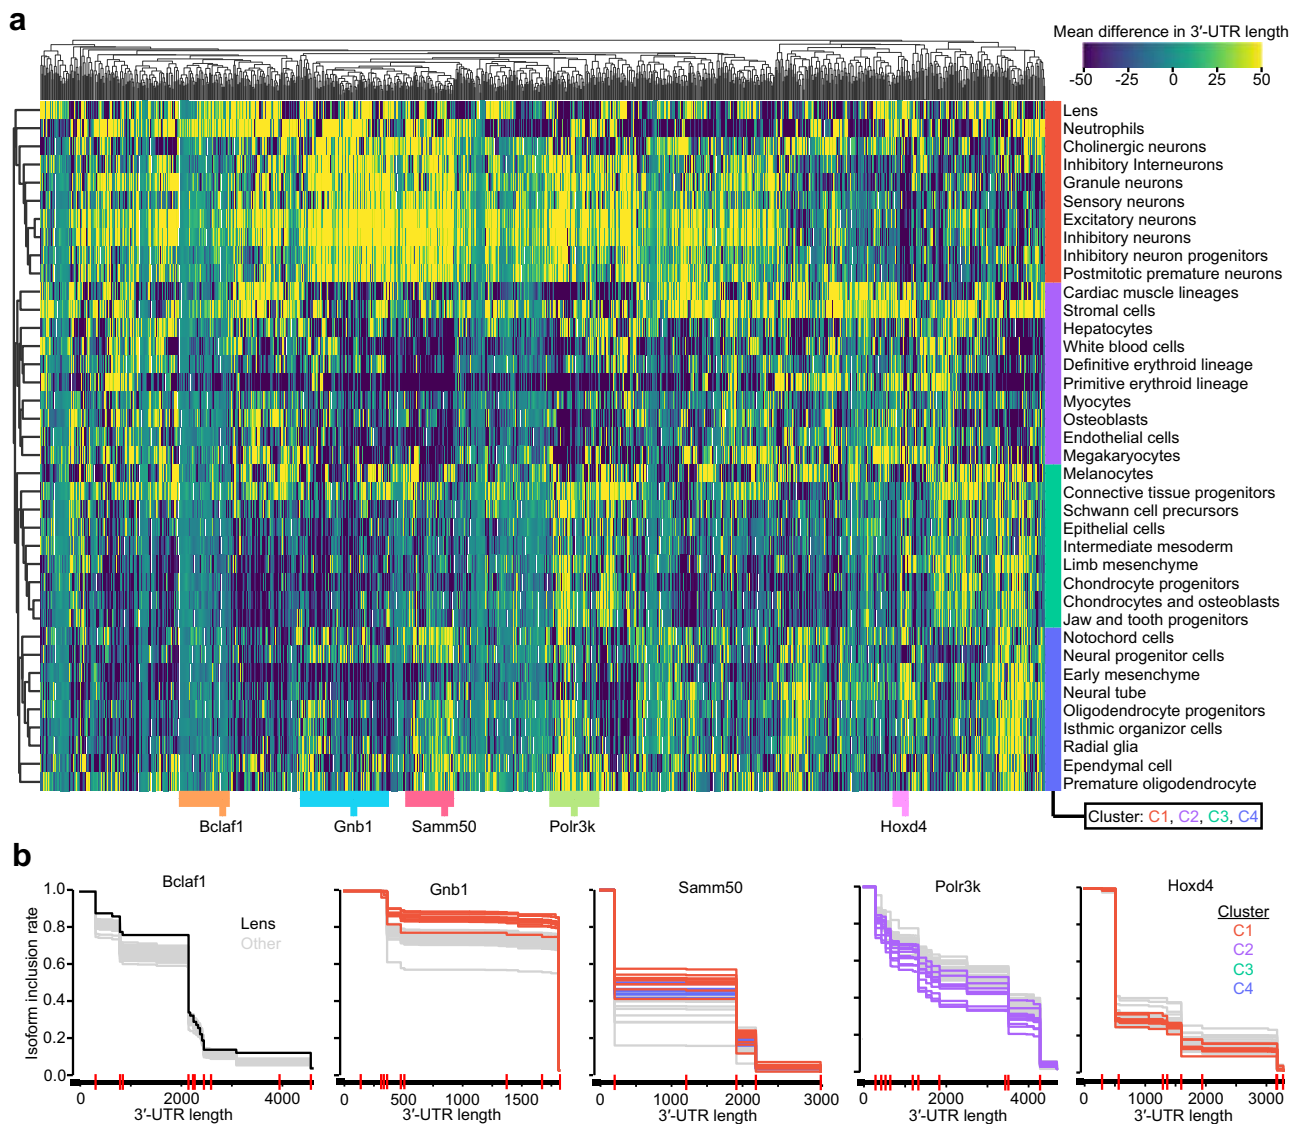 a
Mean difference in 3′-UTR length
-50 -25 0 25 50
Lens
Neutrophils
Cholinergic neurons
Inhibitory Interneurons
Granule neurons
Sensory neurons
Excitatory neurons
Inhibitory neurons
Inhibitory neuron progenitors
Postmitotic premature neurons
Cardiac muscle lineages
Stromal cells
Hepatocytes
White blood cells
Definitive erythroid lineage
Primitive erythroid lineage
Myocytes
Osteoblasts
Endothelial cells
Megakaryocytes
Melanocytes
Connective tissue progenitors
Schwann cell precursors
Epithelial cells
Intermediate mesoderm
Limb mesenchyme
Chondrocyte progenitors
Chondrocytes and osteoblasts
Jaw and tooth progenitors
Notochord cells
Neural progenitor cells
Early mesenchyme
Neural tube
Oligodendrocyte progenitors
Isthmic organizor cells
Radial glia
Ependymal cell
Premature oligodendrocyte
Bclaf1 Gnb1 Samm50 Polr3k Hoxd4
Cluster: C1, C2, C3, C4
b
Bclaf1 Gnb1 Samm50 Polr3k Hoxd4
Isoform inclusion rate
1.0
0.8
0.6
0.4
0.2
0.0
Lens
Other
Cluster
C1
C2
C3
C4
0 2000 4000
0 500 1000 1500
0 1000 2000 3000
0 2000 4000
0 1000 2000 3000
3′-UTR length 3′-UTR length 3′-UTR length 3′-UTR length 3′-UTR length